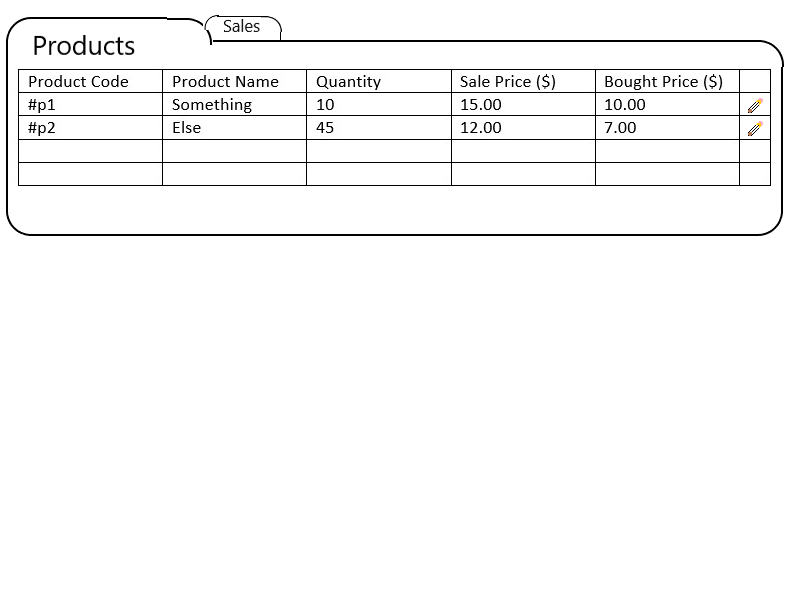 Sales
Products
Product Code Product Name Quantity Sale Price ($) Bought Price ($)
#p1 Something 10 15.00 10.00
#p2 Else 45 12.00 7.00